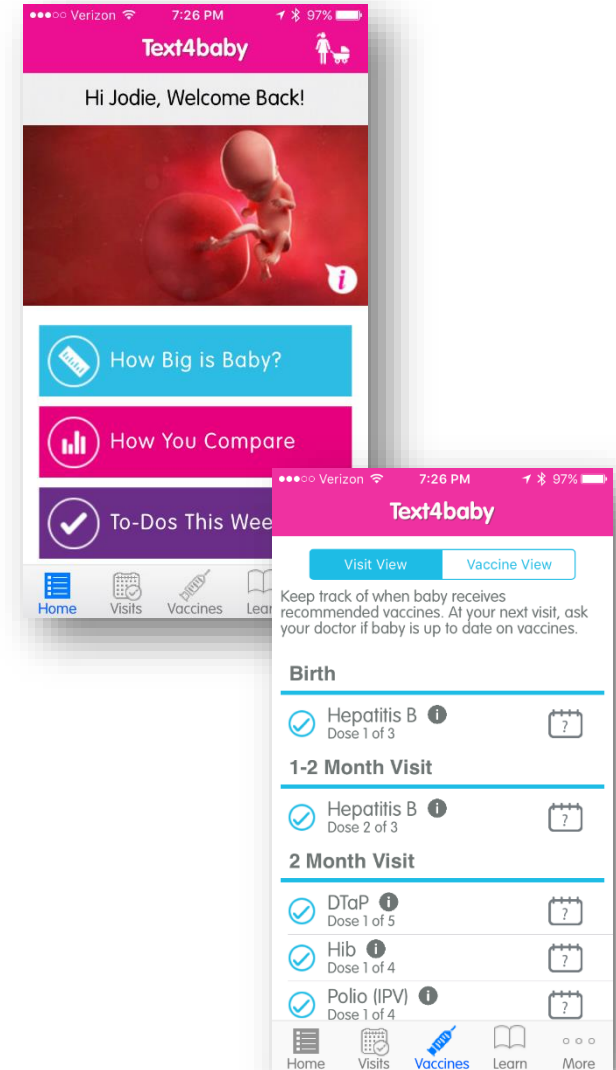 Verizon 7:26 PM 97%
Text4baby
Hi Jodie, Welcome Back!
i
How Big is Baby?
How You Compare
To-Dos This Wee
Home Visits Vaccines Lear
Verizon 7:26 PM 97%
Text4baby
Visit View Vaccine View
Keep track of when baby receives
recommended vaccines. At your next visit, ask
your doctor if baby is up to date on vaccines.
Birth
Hepatitis B i ?
Dose 1 of 3
1-2 Month Visit
Hepatitis B i ?
Dose 2 of 3
2 Month Visit
DTaP i ?
Dose 1 of 5
Hib i ?
Dose 1 of 4
Polio (IPV) i ?
Dose 1 of 4
Home Visits Vaccines Learn More